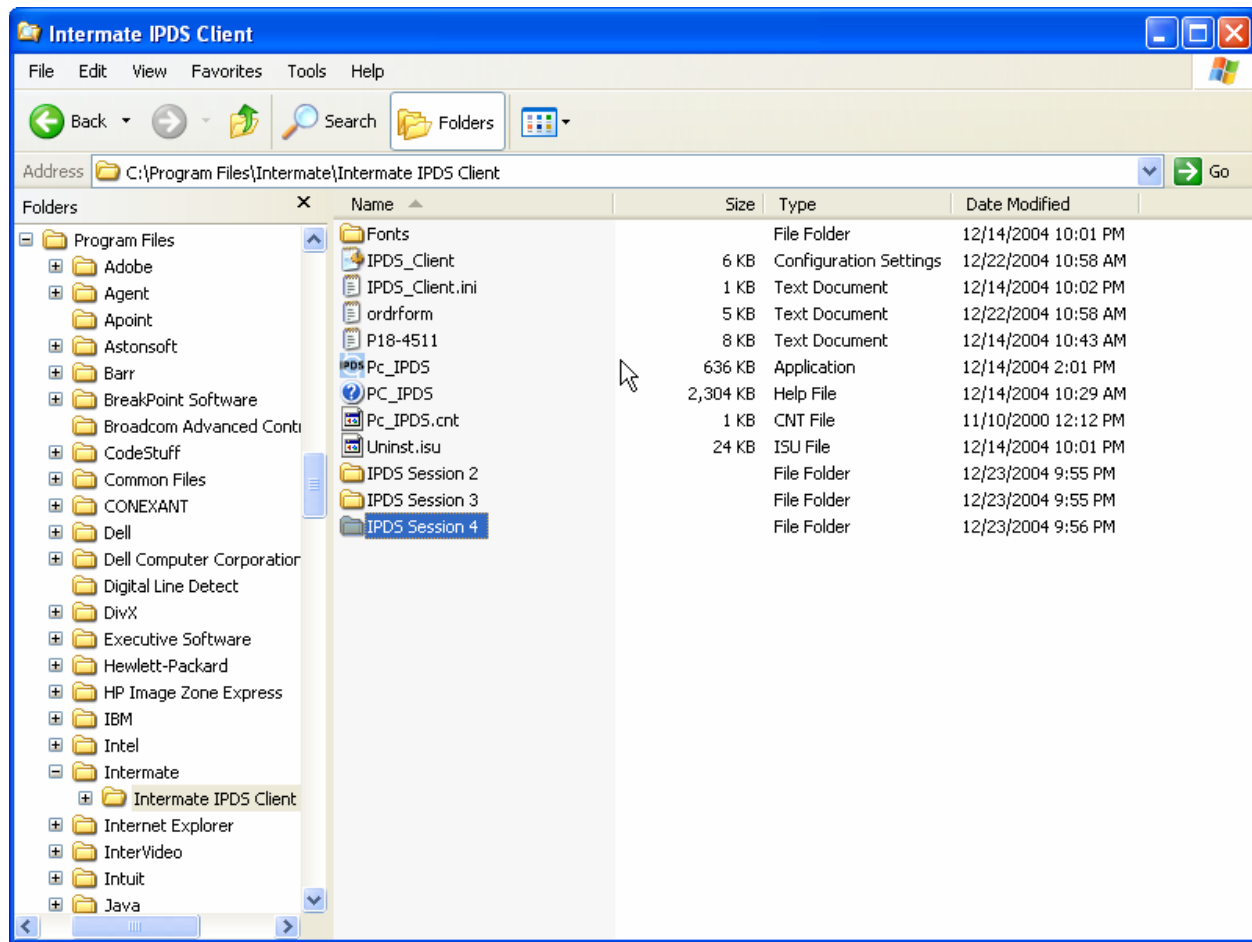 Intermate IPDS Client
File Edit View Favorites Tools Help
Back Search Folders
Address C:\Program Files\Intermate\Intermate IPDS Client Go
Folders
Program Files
Adobe
Agent
Apoint
Astonsoft
Barr
BreakPoint Software
Broadcom Advanced Contr
CodeStuff
Common Files
CONEXANT
Dell
Dell Computer Corporation
Digital Line Detect
DivX
Executive Software
Hewlett-Packard
HP Image Zone Express
IBM
Intel
Intermate
Intermate IPDS Client
Internet Explorer
InterVideo
Intuit
Java
Name Size Type Date Modified
Fonts File Folder 12/14/2004 10:01 PM
IPDS_Client 6 KB Configuration Settings 12/22/2004 10:58 AM
IPDS_Client.ini 1 KB Text Document 12/14/2004 10:02 PM
ordrform 5 KB Text Document 12/22/2004 10:58 AM
P18-4511 8 KB Text Document 12/14/2004 10:43 AM
IPDS Pc_IPDS 636 KB Application 12/14/2004 2:01 PM
PC_IPDS 2,304 KB Help File 12/14/2004 10:29 AM
Pc_IPDS.cnt 1 KB CNT File 11/10/2000 12:12 PM
Uninst.isu 24 KB ISU File 12/14/2004 10:01 PM
IPDS Session 2 File Folder 12/23/2004 9:55 PM
IPDS Session 3 File Folder 12/23/2004 9:55 PM
IPDS Session 4 File Folder 12/23/2004 9:56 PM